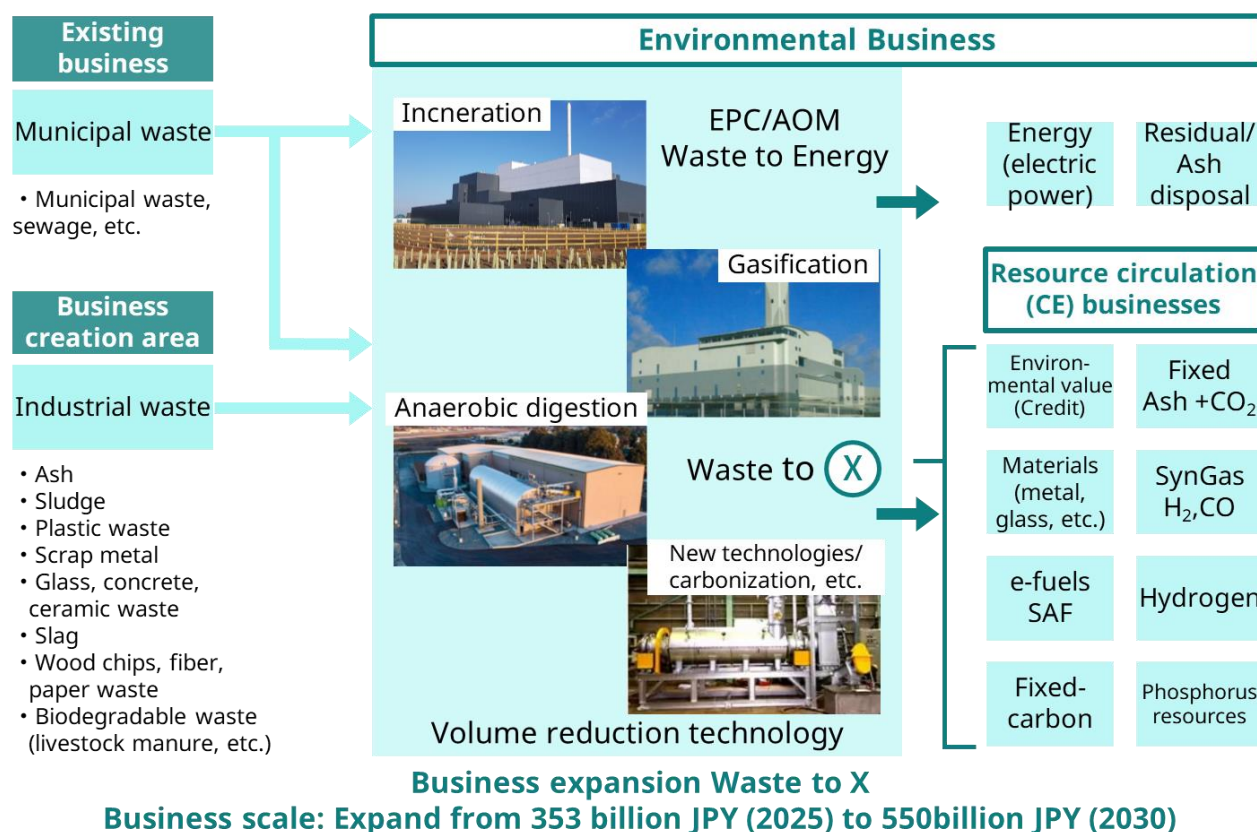 Existing
business
Municipal waste
・Municipal waste,
sewage, etc.
Business
creation area
Industrial waste
・Ash
・Sludge
・Plastic waste
・Scrap metal
・Glass, concrete,
ceramic waste
・Slag
・Wood chips, fiber,
paper waste
・Biodegradable waste
(livestock manure, etc.)
Environmental Business
Incneration
EPC/AOM
Waste to Energy
Gasification
Anaerobic digestion
Waste to X
New technologies/
carbonization, etc.
Volume reduction technology
Energy
(electric
power)
Residual/
Ash
disposal
Resource circulation
(CE) businesses
Environ-
mental value
(Credit)
Fixed
Ash +CO₂
Materials
(metal,
glass, etc.)
SynGas
H₂,CO
e-fuels
SAF
Hydrogen
Fixed-
carbon
Phosphorus
resources
Business expansion Waste to X
Business scale: Expand from 353 billion JPY (2025) to 550billion JPY (2030)